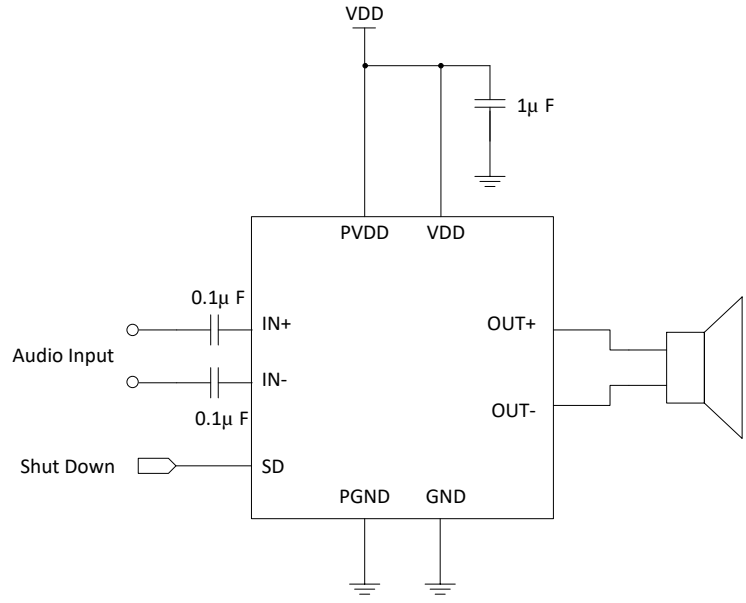 VDD
1μ F
PVDD VDD
0.1μ F
IN+
OUT+
Audio Input
IN-
OUT-
0.1μ F
Shut Down
SD
PGND GND